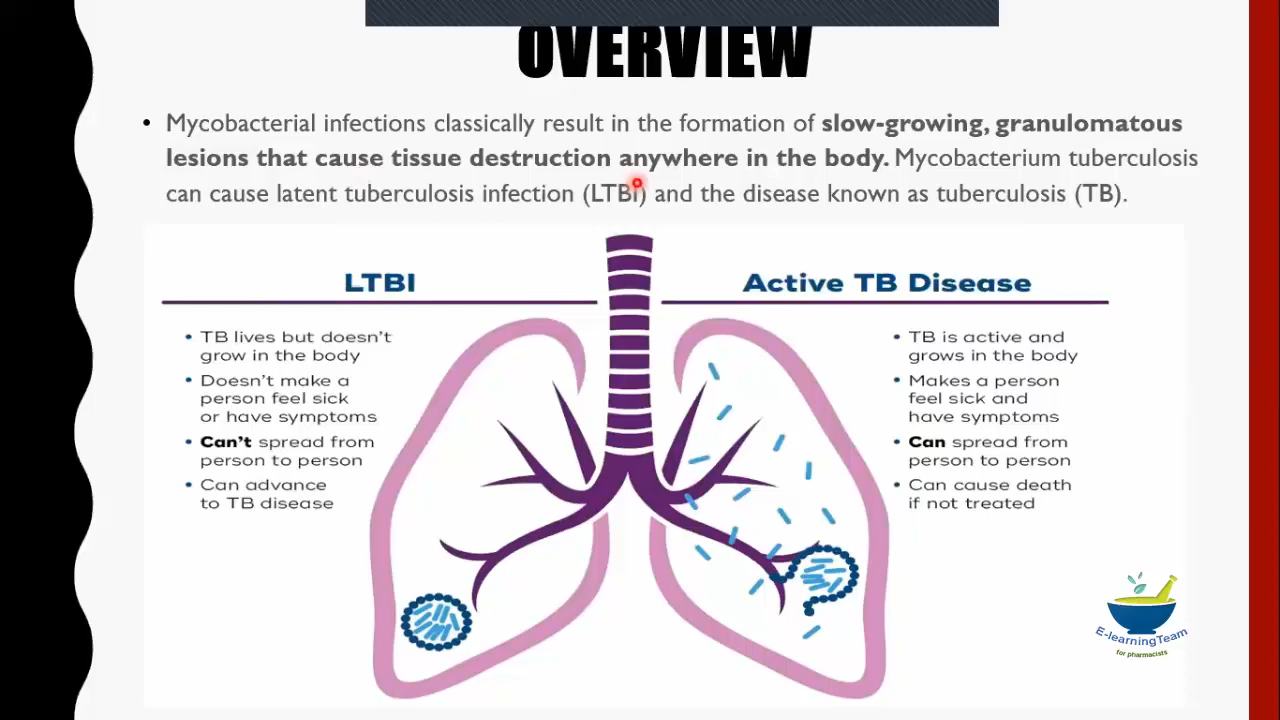 OVERVIEW
• Mycobacterial infections classically result in the formation of slow-growing, granulomatous
lesions that cause tissue destruction anywhere in the body. Mycobacterium tuberculosis
can cause latent tuberculosis infection (LTBI) and the disease known as tuberculosis (TB).
LTBI
• TB lives but doesn't
grow in the body
• Doesn't make a
person feel sick
or have symptoms
• Can't spread from
person to person
• Can advance
to TB disease
Active TB Disease
• TB is active and
grows in the body
• Makes a person
feel sick and
have symptoms
• Can spread from
person to person
• Can cause death
if not treated
E-learningTeam
for pharmacists